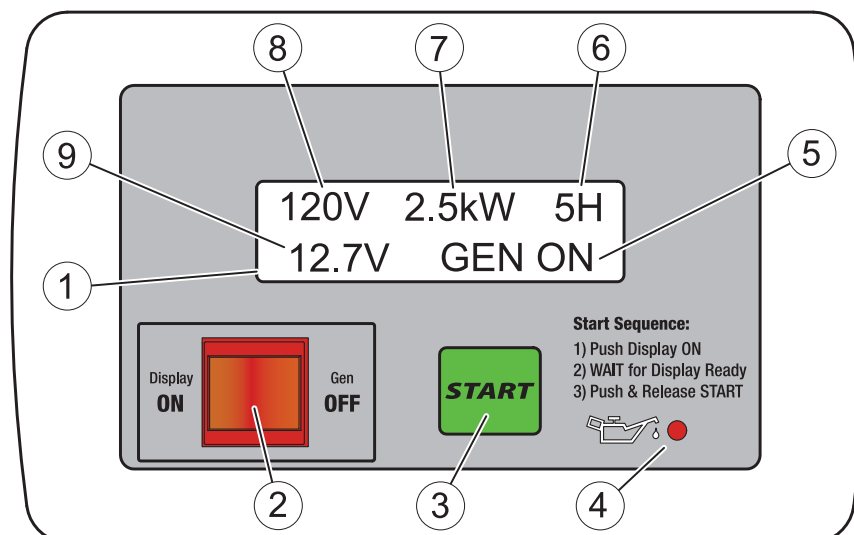 8 7 6
9 5
120V 2.5kW 5H
12.7V GEN ON
1
Display
ON
Gen
OFF
START
Start Sequence:
1) Push Display ON
2) WAIT for Display Ready
3) Push & Release START
2 3 4